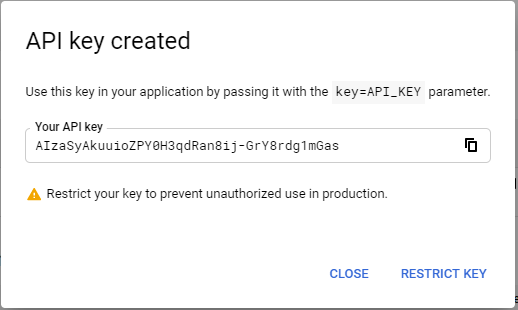 API key created
Use this key in your application by passing it with the key=API_KEY parameter.
Your API key
AIzaSyAkuuioZPY0H3qdRan8ij-GrY8rdg1mGas
Restrict your key to prevent unauthorized use in production.
CLOSE RESTRICT KEY